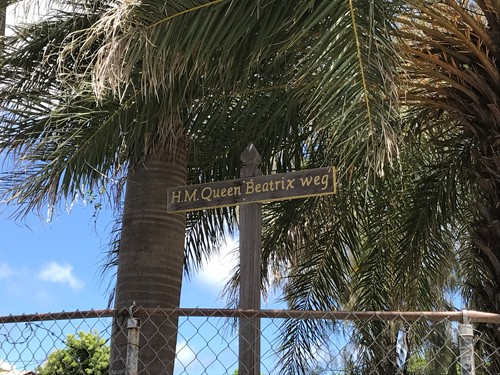 H.M. Queen Beatrix weg